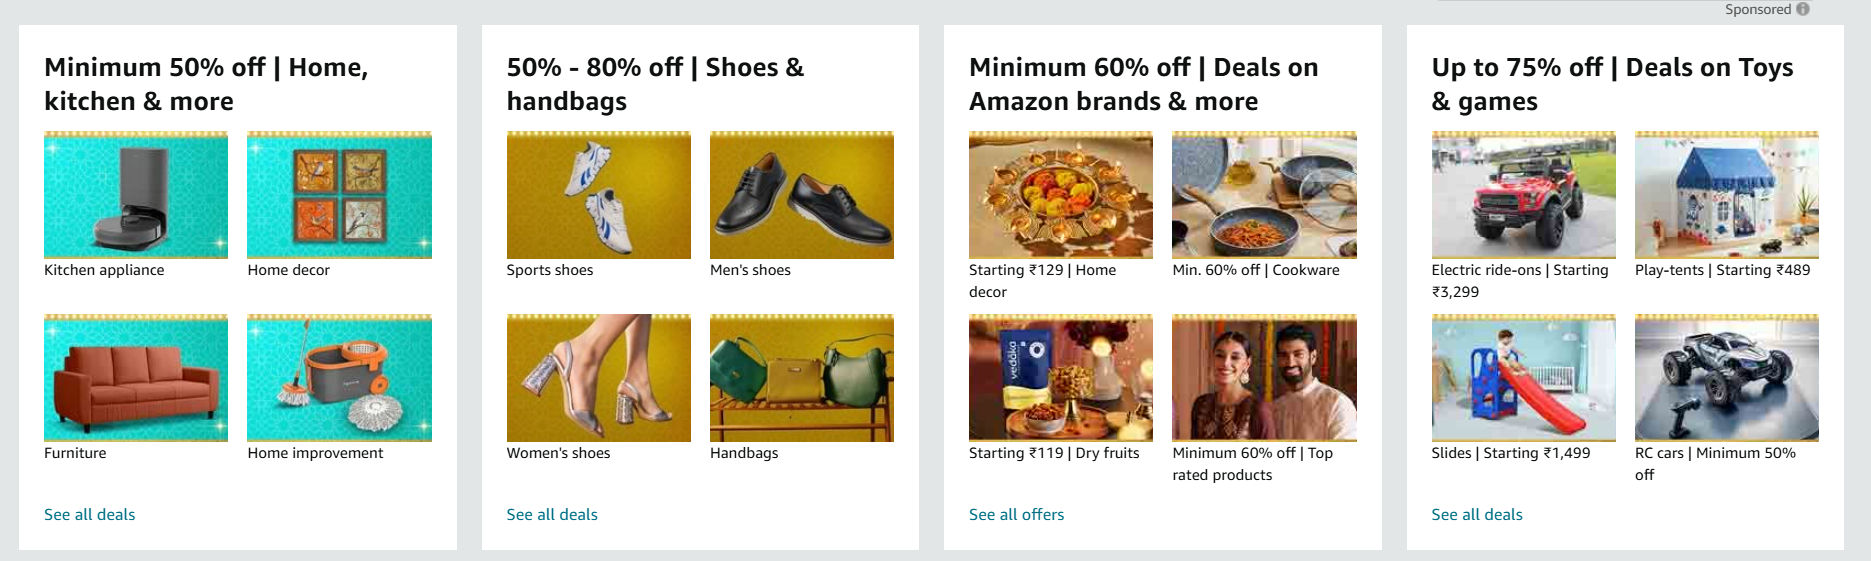 Sponsored
Minimum 50% off | Home,
kitchen & more
Kitchen appliance
Home decor
Furniture
Home improvement
See all deals
50% - 80% off | Shoes &
handbags
Sports shoes
Men's shoes
Women's shoes
Handbags
See all deals
Minimum 60% off | Deals on
Amazon brands & more
Starting ₹129 | Home
decor
Min. 60% off | Cookware
vedaka
Starting ₹119 | Dry fruits
Minimum 60% off | Top
rated products
See all offers
Up to 75% off | Deals on Toys
& games
Electric ride-ons | Starting
₹3,299
Play-tents | Starting ₹489
Slides | Starting ₹1,499
RC cars | Minimum 50%
off
See all deals